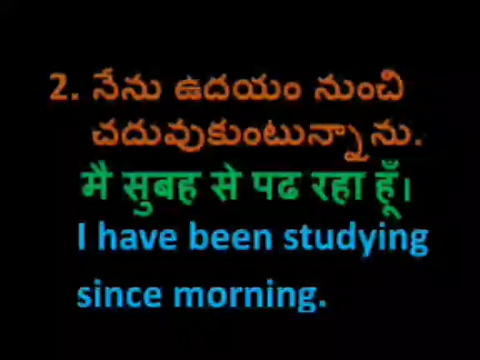 2. నేను ఉదయం నుంచి
చదువుకుంటున్నాను.
मै सुबह से पढ रहा हूँ।
I have been studying
since morning.